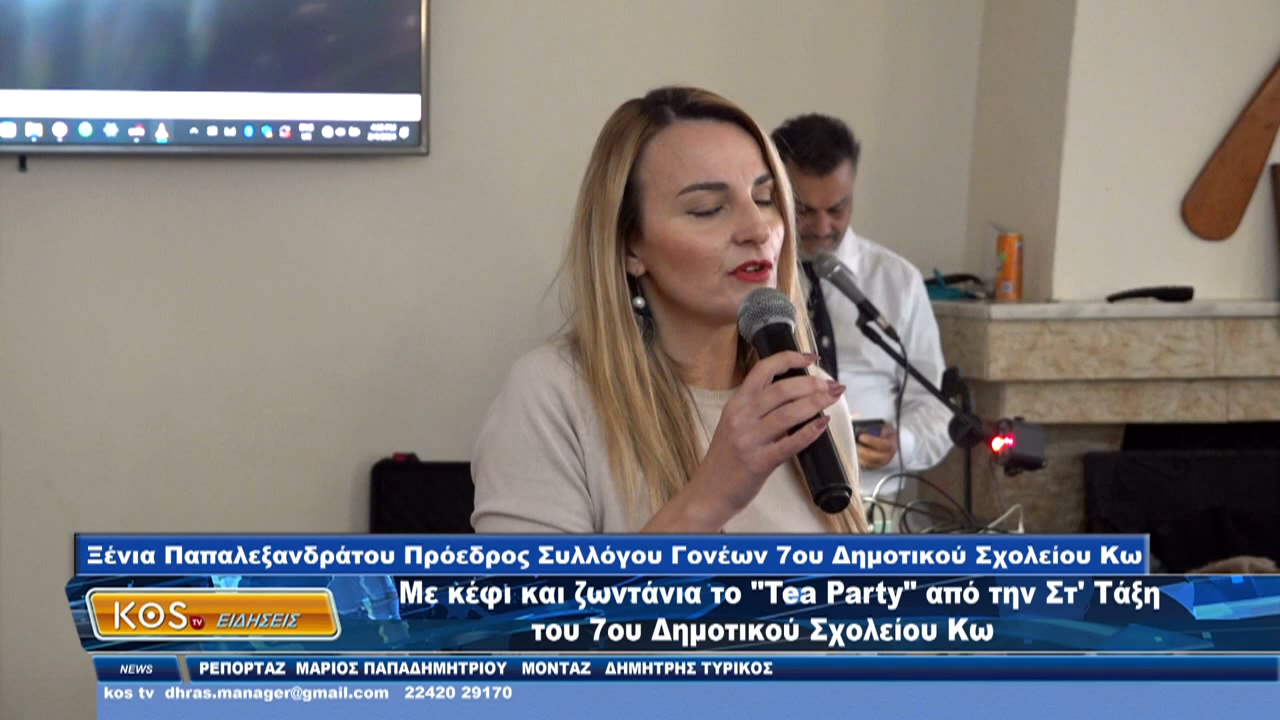 Ξένια Παπαλεξανδράτου Πρόεδρος Συλλόγου Γονέων 7ου Δημοτικού Σχολείου Κω
Με κέφι και ζωντάνια το "Tea Party" από την Στ' Τάξη
του 7ου Δημοτικού Σχολείου Κω
KOS TV ΕΙΔΗΣΕΙΣ
NEWS ΡΕΠΟΡΤΑΖ ΜΑΡΙΟΣ ΠΑΠΑΔΗΜΗΤΡΙΟΥ ΜΟΝΤΑΖ ΔΗΜΗΤΡΗΣ ΤΥΡΙΚΟΣ
kos tv dhras.manager@gmail.com 22420 29170